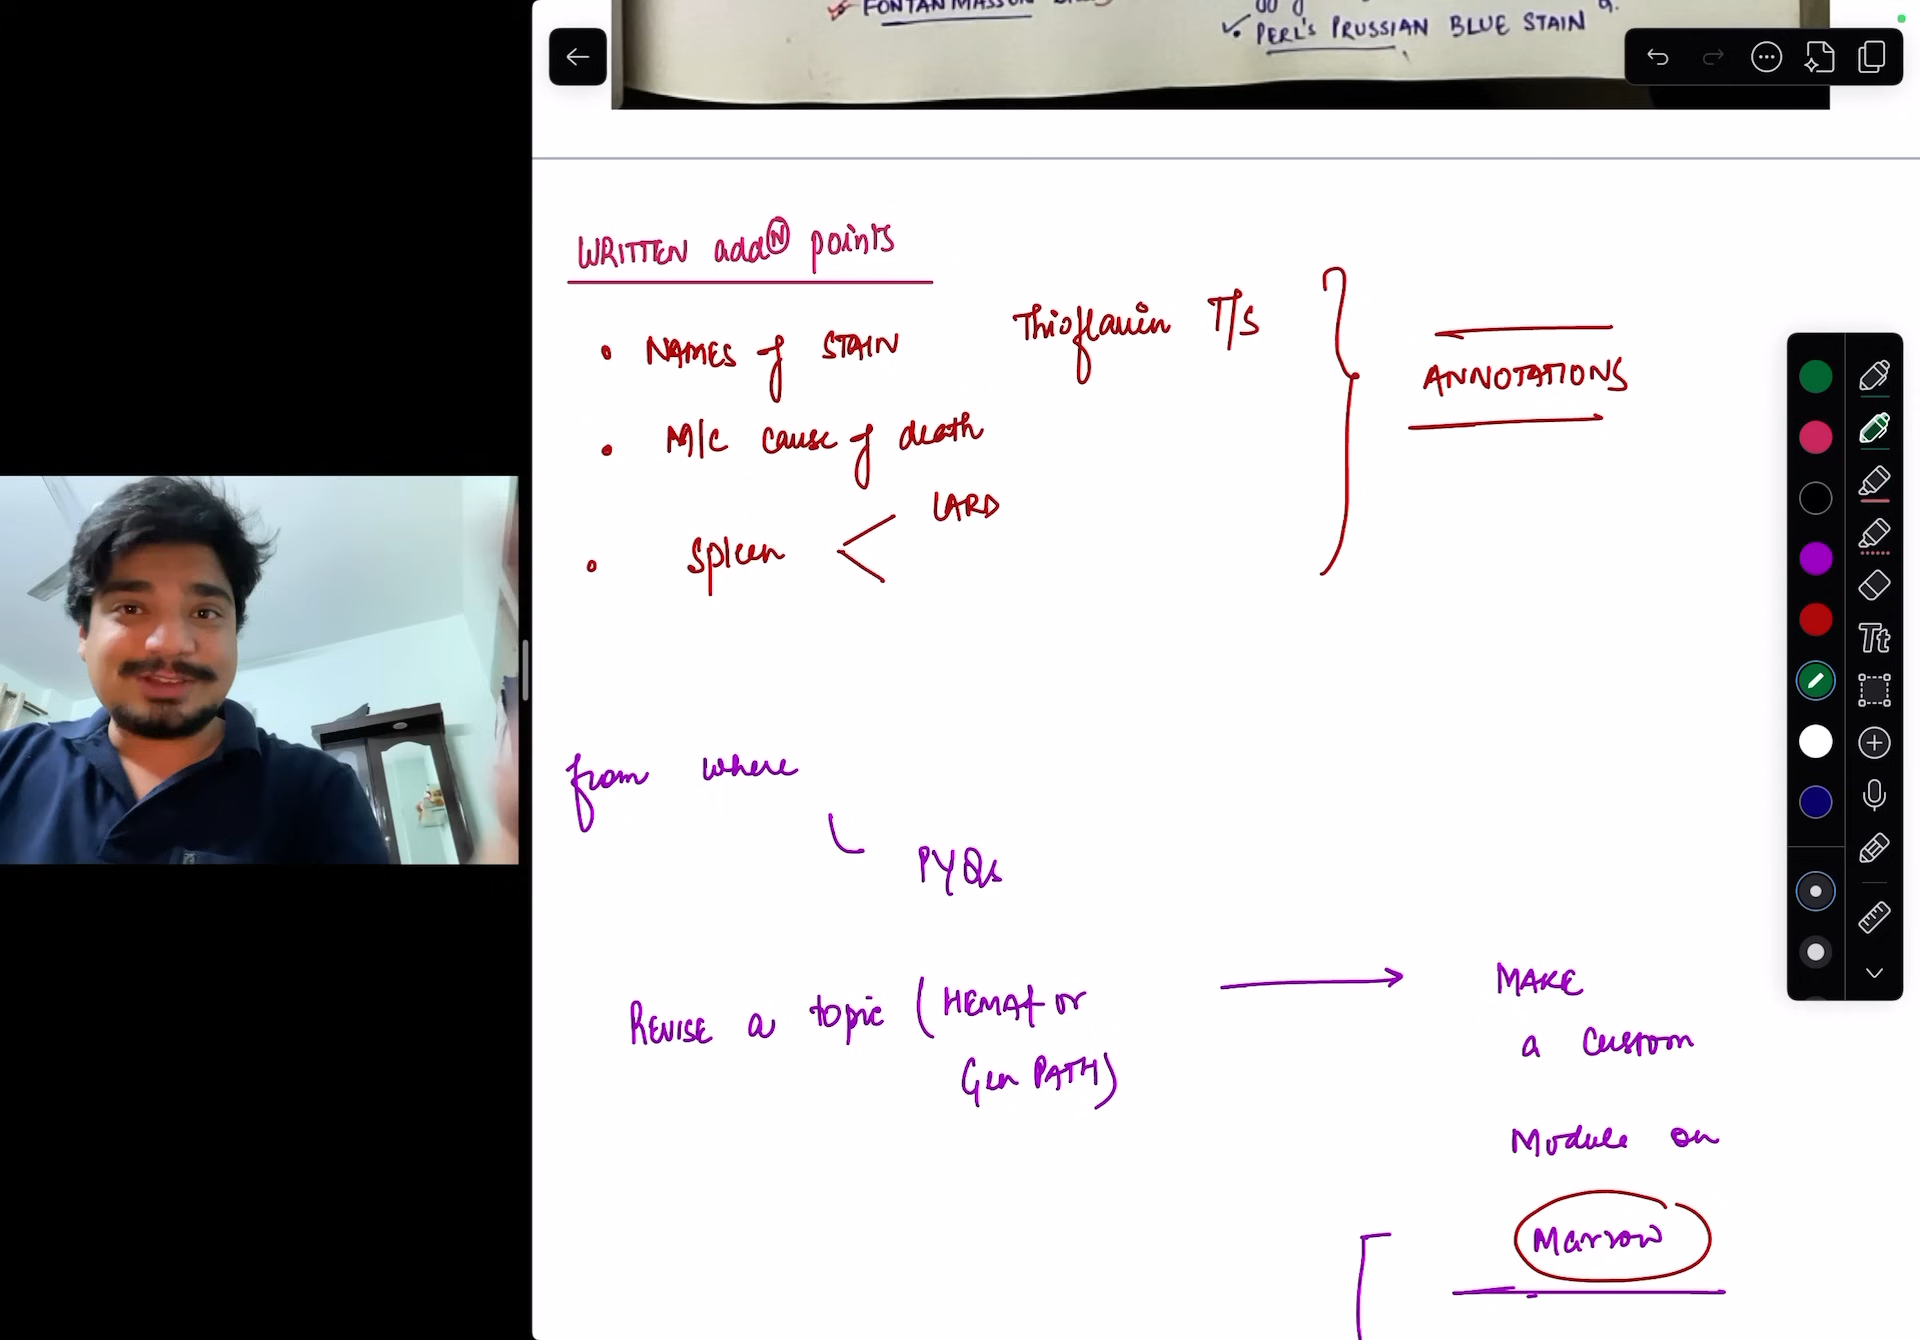 FONTAN MASSON
PERL'S PRUSSIAN BLUE STAIN
WRITTEN addⓃ points
• NAMES of STAIN Thioflavin T/S
ANNOTATIONS
• M/C cause of death
• Spleen < LARD
from where
PYQs
REVISE a topic (HEMAT or
Gen PATH)
MAKE
a custom
Module on
Marrow
Tt